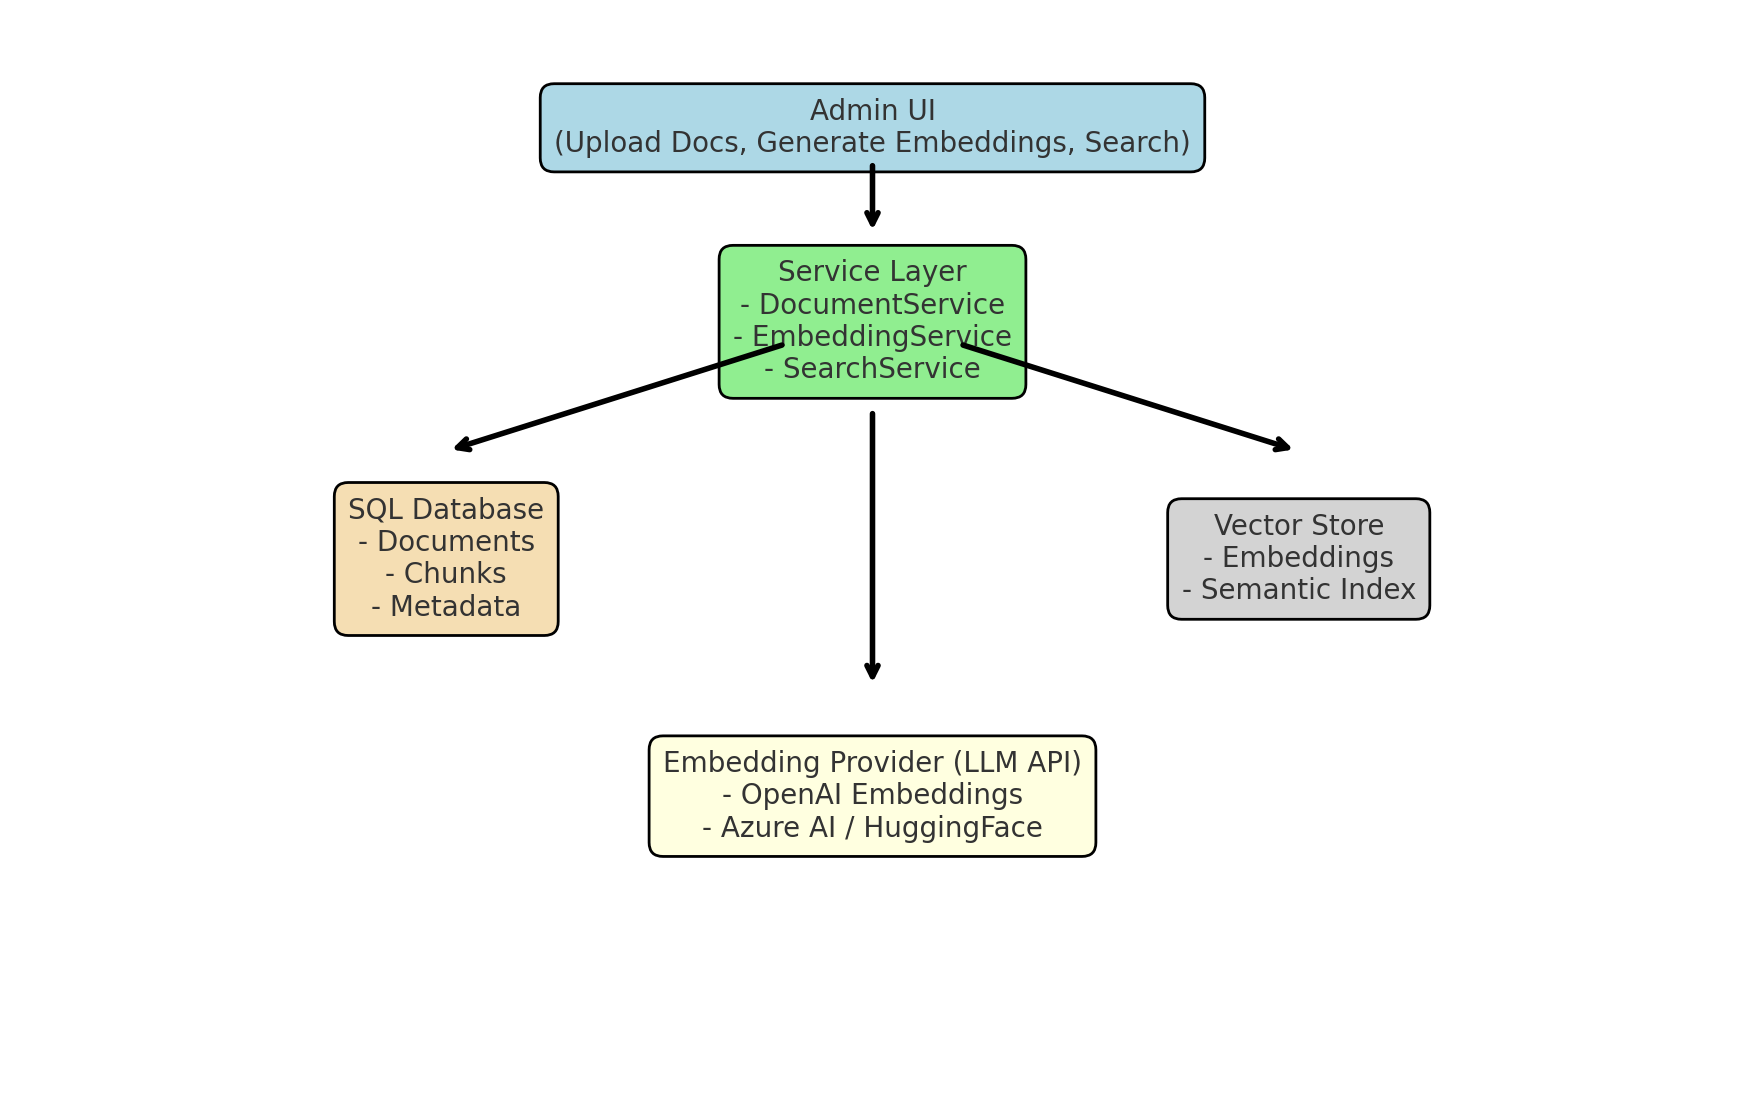 Admin UI
(Upload Docs, Generate Embeddings, Search)
Service Layer
- DocumentService
- EmbeddingService
- SearchService
SQL Database
- Documents
- Chunks
- Metadata
Vector Store
- Embeddings
- Semantic Index
Embedding Provider (LLM API)
- OpenAI Embeddings
- Azure AI / HuggingFace